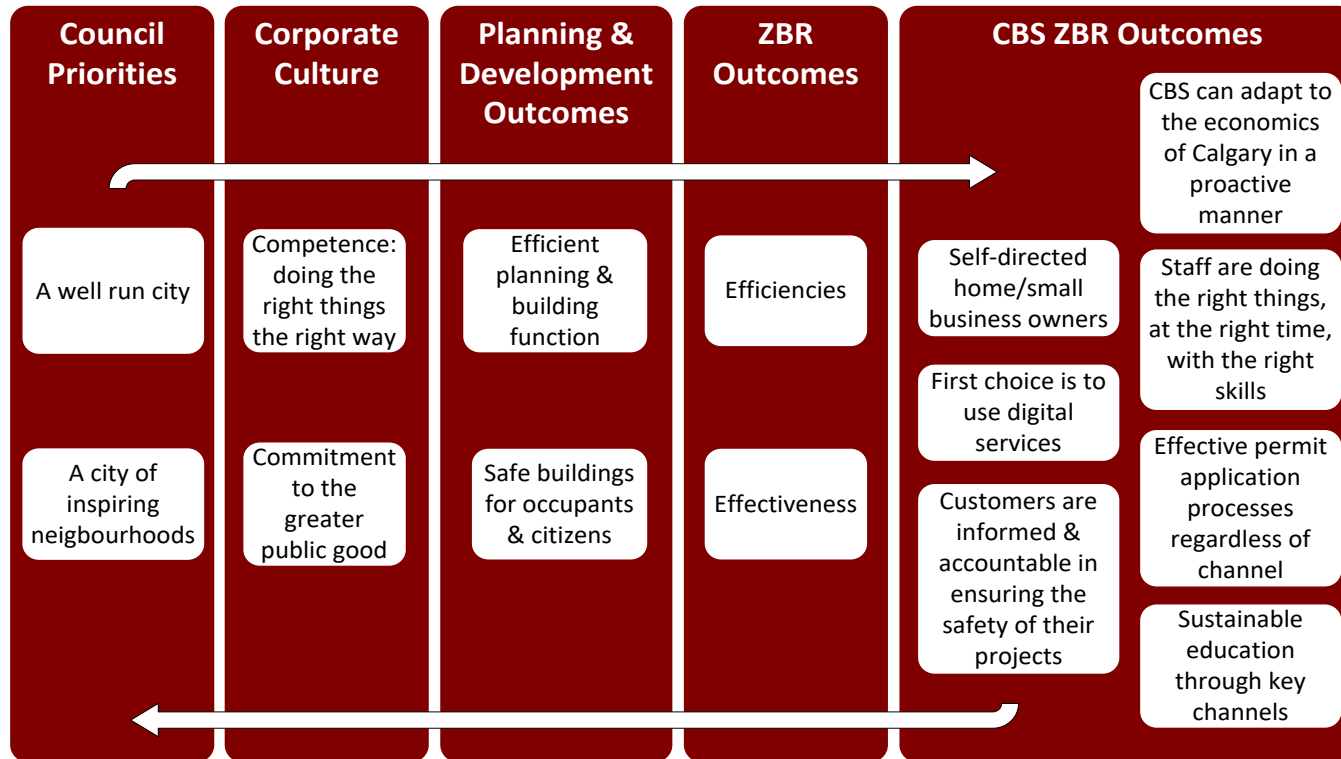 Council
Priorities
Corporate
Culture
Planning &
Development
Outcomes
ZBR
Outcomes
CBS ZBR Outcomes
A well run city
A city of
inspiring
neigbourhoods
Competence:
doing the
right things
the right way
Commitment
to the
greater
public good
Efficient
planning &
building
function
Safe buildings
for occupants
& citizens
Efficiencies
Effectiveness
Self-directed
home/small
business owners
First choice is to
use digital
services
Customers are
informed &
accountable in
ensuring the
safety of their
projects
CBS can adapt to
the economics
of Calgary in a
proactive
manner
Staff are doing
the right things,
at the right time,
with the right
skills
Effective permit
application
processes
regardless of
channel
Sustainable
education
through key
channels